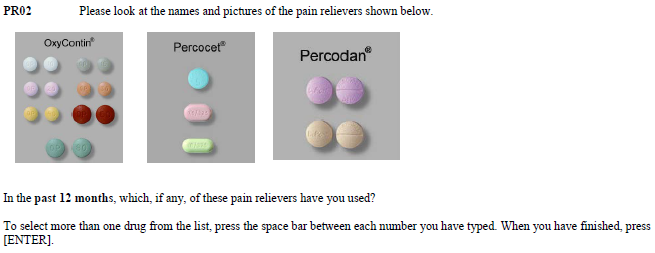 PR02 Please look at the names and pictures of the pain relievers shown below.
OxyContin® Percocet® Percodan®
In the past 12 months, which, if any, of these pain relievers have you used?
To select more than one drug from the list, press the space bar between each number you have typed. When you have finished, press
[ENTER].